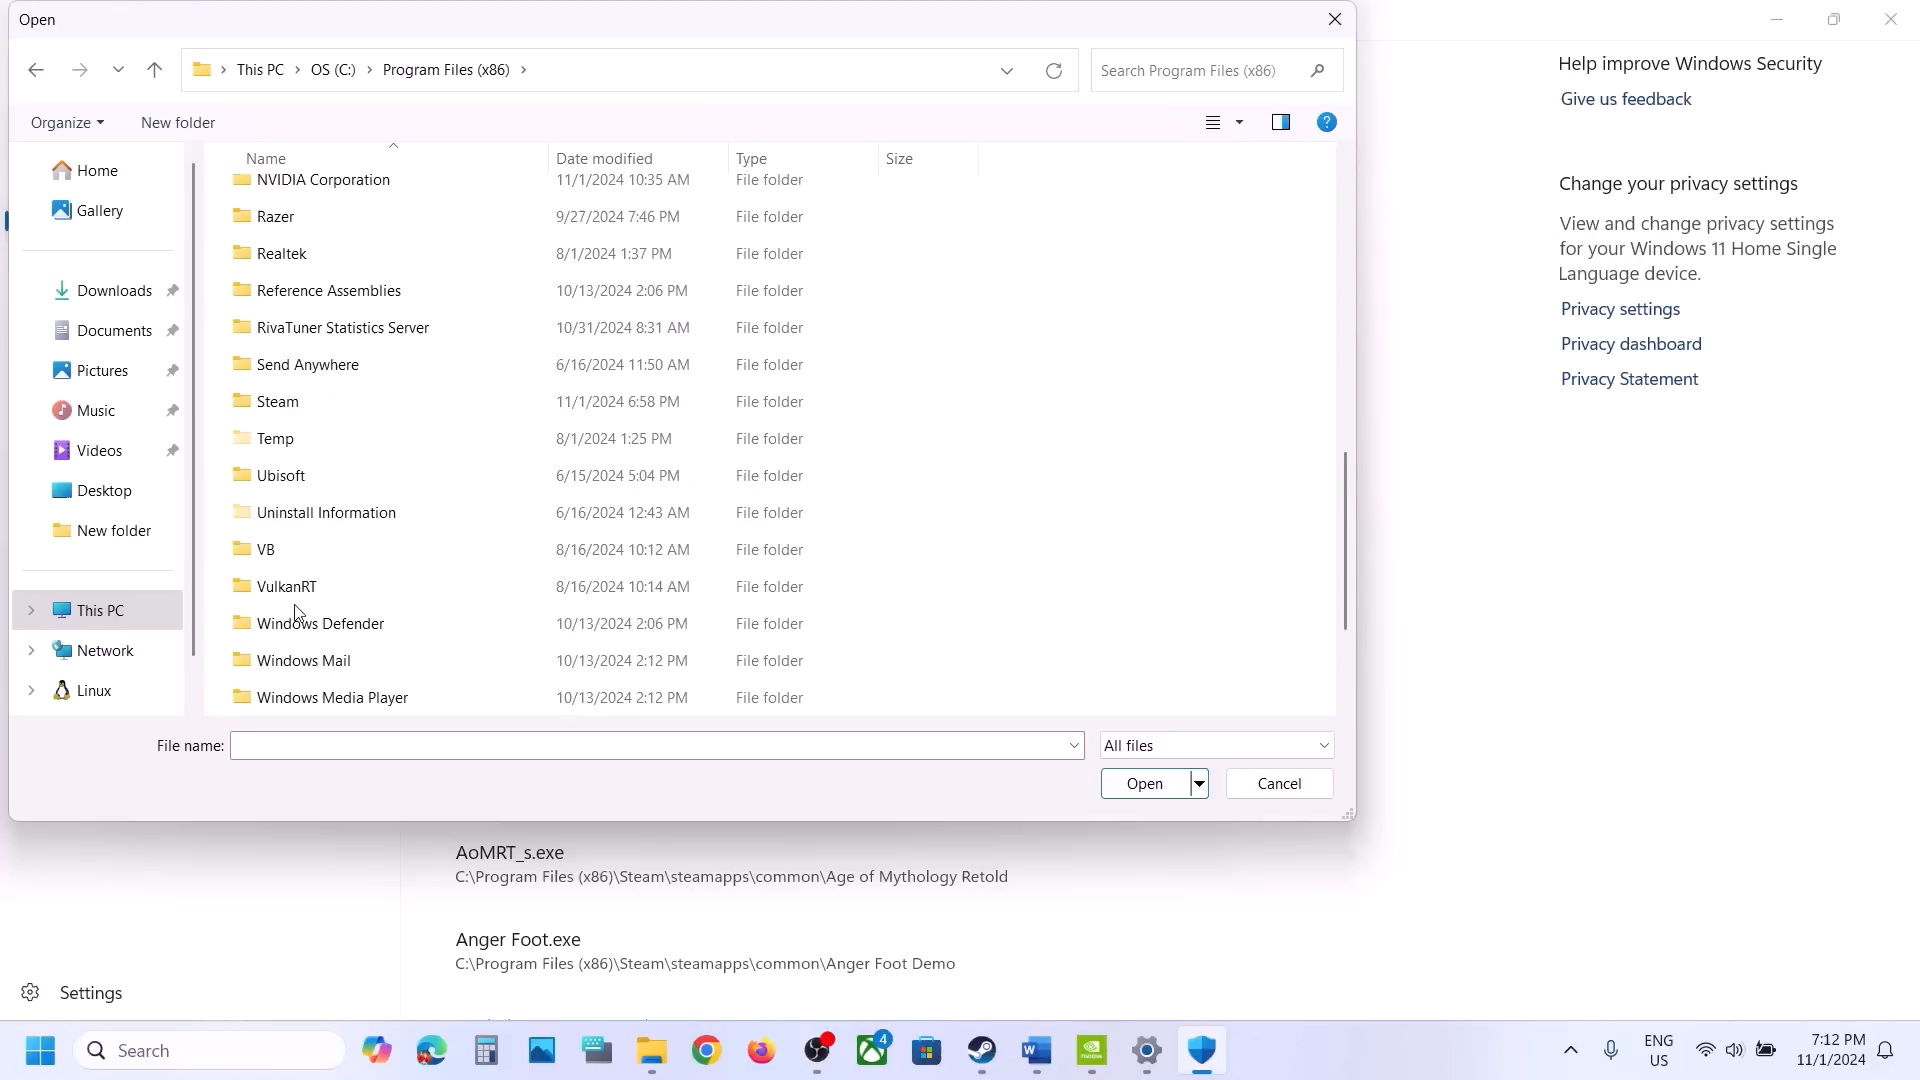 Open
This PC > OS (C:) > Program Files (x86) >
Search Program Files (x86)
Organize
New folder
Name Date modified Type Size
NVIDIA Corporation 11/1/2024 10:35 AM File folder
Razer 9/27/2024 7:46 PM File folder
Realtek 8/1/2024 1:37 PM File folder
Reference Assemblies 10/13/2024 2:06 PM File folder
RivaTuner Statistics Server 10/31/2024 8:31 AM File folder
Send Anywhere 6/16/2024 11:50 AM File folder
Steam 11/1/2024 6:58 PM File folder
Temp 8/1/2024 1:25 PM File folder
Ubisoft 6/15/2024 5:04 PM File folder
Uninstall Information 6/16/2024 12:43 AM File folder
VB 8/16/2024 10:12 AM File folder
VulkanRT 8/16/2024 10:14 AM File folder
Windows Defender 10/13/2024 2:06 PM File folder
Windows Mail 10/13/2024 2:12 PM File folder
Windows Media Player 10/13/2024 2:12 PM File folder
Home
Gallery
Downloads
Documents
Pictures
Music
Videos
Desktop
New folder
This PC
Network
Linux
File name:
All files
Open
Cancel
Help improve Windows Security
Give us feedback
Change your privacy settings
View and change privacy settings
for your Windows 11 Home Single
Language device.
Privacy settings
Privacy dashboard
Privacy Statement
AoMRT_s.exe
C:\Program Files (x86)\Steam\steamapps\common\Age of Mythology Retold
Anger Foot.exe
C:\Program Files (x86)\Steam\steamapps\common\Anger Foot Demo
Settings
Search
4
ENG
US
7:12 PM
11/1/2024